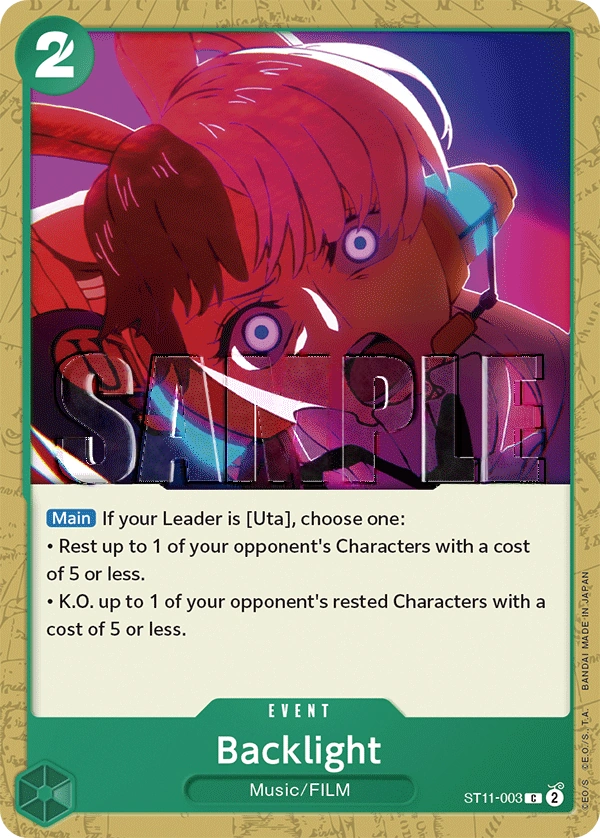 DLICHES EISMEER
2
SAMPLE
Main If your Leader is [Uta], choose one:
• Rest up to 1 of your opponent's Characters with a cost
of 5 or less.
• K.O. up to 1 of your opponent's rested Characters with a
cost of 5 or less.
EVENT
Backlight
Music/FILM
ST11-003 C 2
©E.O./S. ©E.O./S.,T.A. BANDAI MADE IN JAPAN